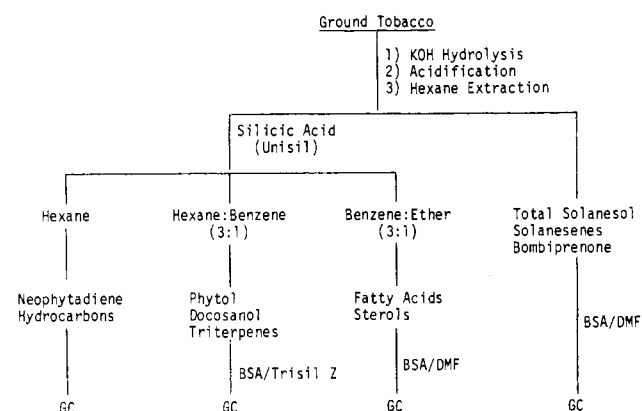 Ground Tobacco
1) KOH Hydrolysis
2) Acidification
3) Hexane Extraction
Silicic Acid
(Unisil)
Hexane
Hexane:Benzene
(3:1)
Benzene:Ether
(3:1)
Total Solanesol
Solanesenes
Bombiprenone
Neophytadiene
Hydrocarbons
Phytol
Docosanol
Triterpenes
Fatty Acids
Sterols
BSA/DMF
BSA/Trisil Z
BSA/DMF
GC
GC
GC
GC